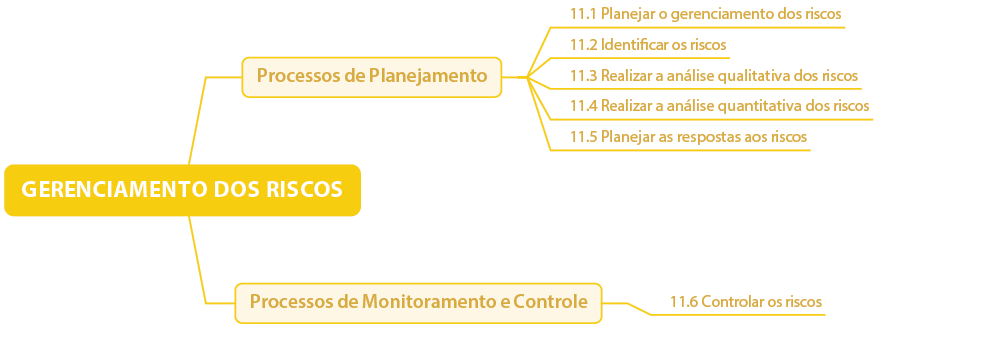 11.1 Planejar o gerenciamento dos riscos
11.2 Identificar os riscos
Processos de Planejamento
11.3 Realizar a análise qualitativa dos riscos
11.4 Realizar a análise quantitativa dos riscos
11.5 Planejar as respostas aos riscos
GERENCIAMENTO DOS RISCOS
Processos de Monitoramento e Controle
11.6 Controlar os riscos